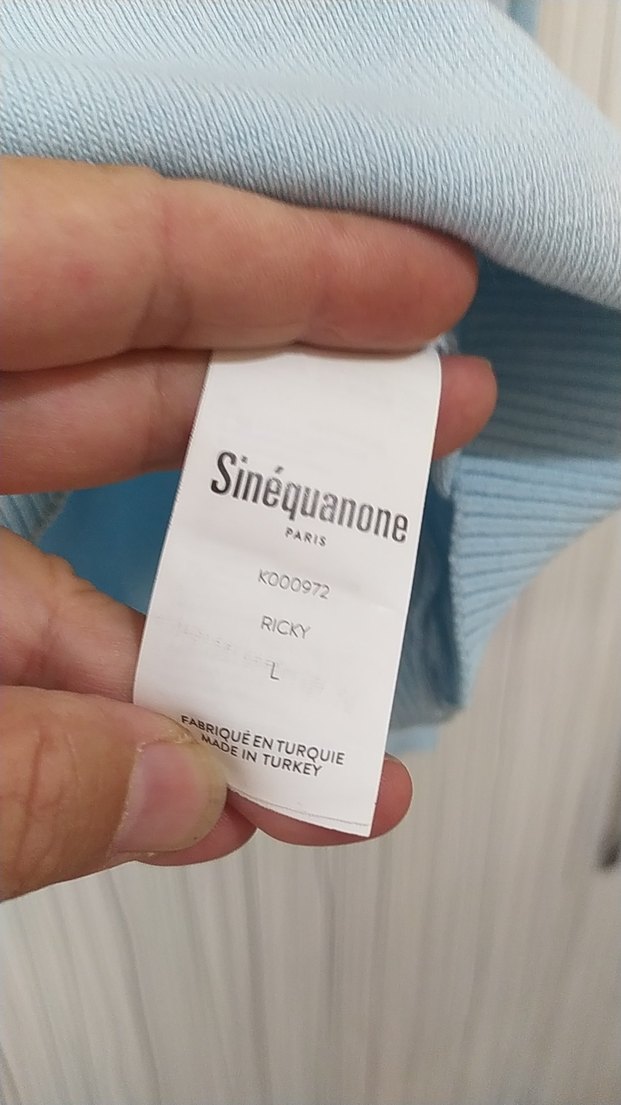 Sinéquanone
PARIS
K000972
RICKY
L
FABRIQUÉ EN TURQUIE
MADE IN TURKEY